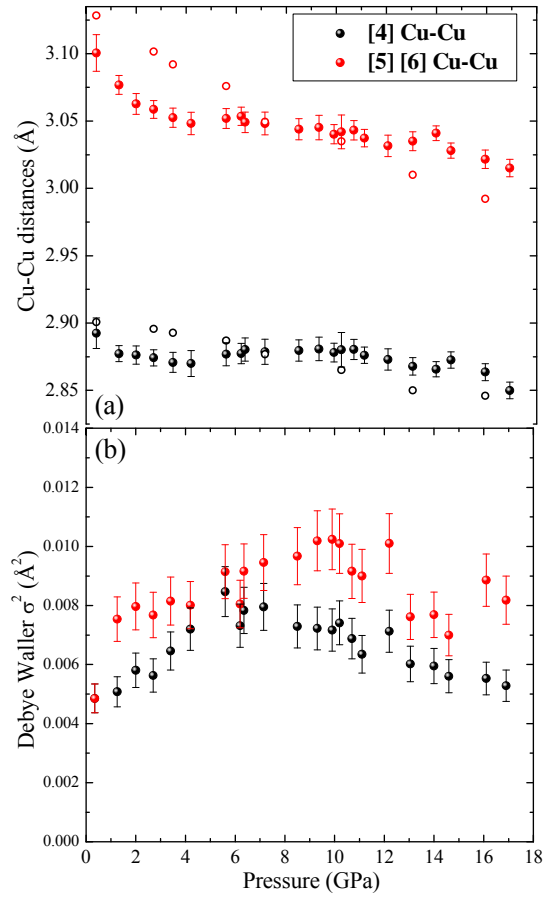 [4] Cu-Cu
[5] [6] Cu-Cu
3.10
3.05
3.00
2.95
2.90
2.85
Cu-Cu distances (Å)
(a)
0.014
(b)
0.012
0.010
0.008
0.006
0.004
0.002
0.000
Debye Waller σ² (Å²)
0 2 4 6 8 10 12 14 16 18
Pressure (GPa)